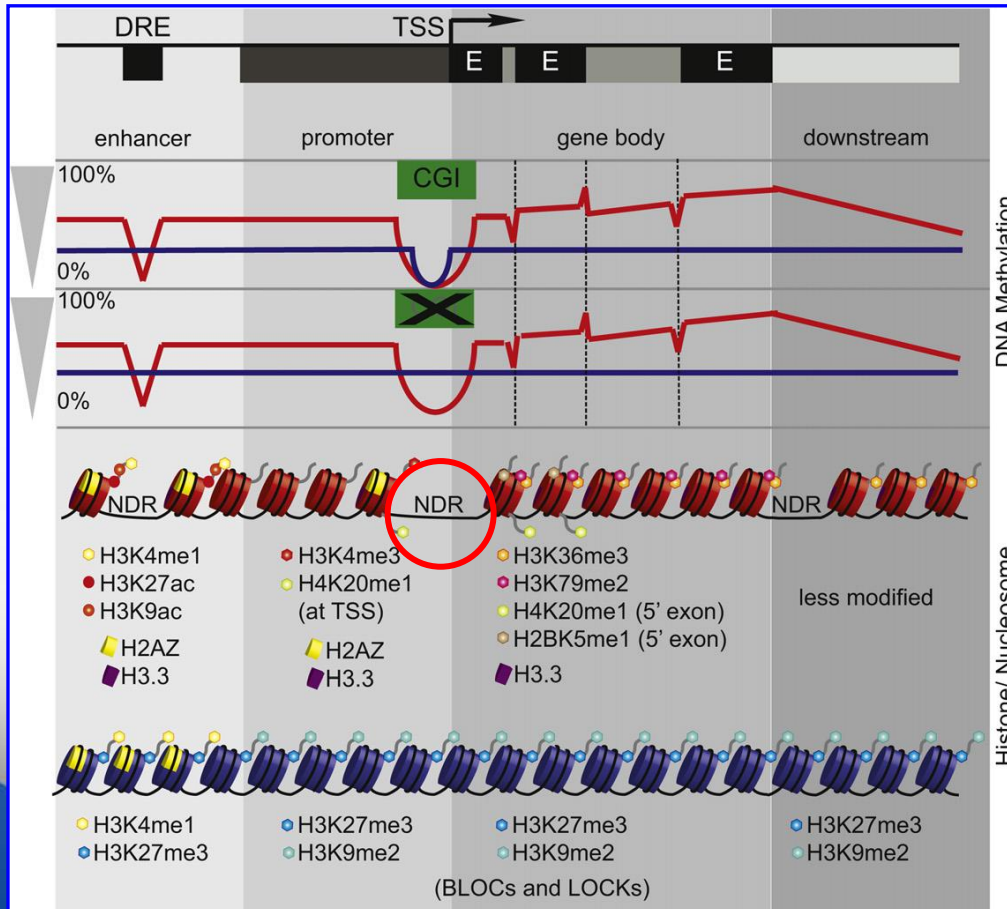 DRE TSS
E E E
enhancer promoter gene body downstream
100%
CGI
0%
100%
0%
DNA Methylation
NDR NDR NDR
H3K4me1 H3K4me3 H3K36me3
H3K27ac H4K20me1 H3K79me2
H3K9ac (at TSS) H4K20me1 (5' exon) less modified
H2AZ H2AZ H2BK5me1 (5' exon)
H3.3 H3.3 H3.3
Histone/ Nucleosome
H3K4me1 H3K27me3 H3K27me3 H3K27me3
H3K27me3 H3K9me2 H3K9me2 H3K9me2
(BLOCs and LOCKs)